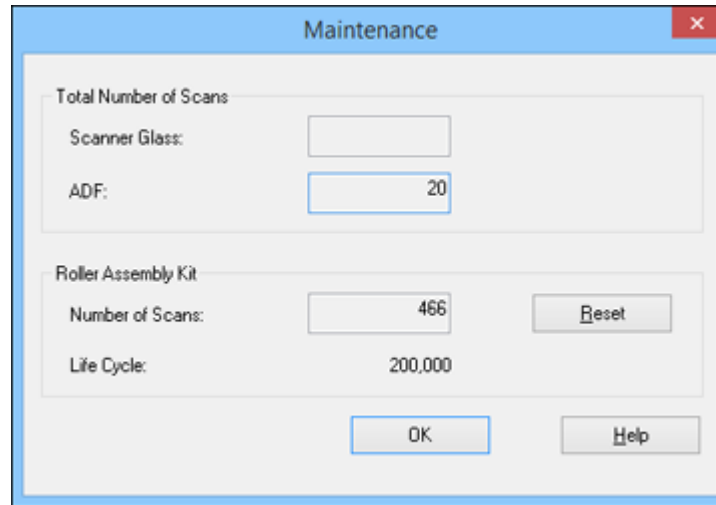 Maintenance
Total Number of Scans
Scanner Glass:
ADF: 20
Roller Assembly Kit
Number of Scans: 466 Reset
Life Cycle: 200,000
OK Help